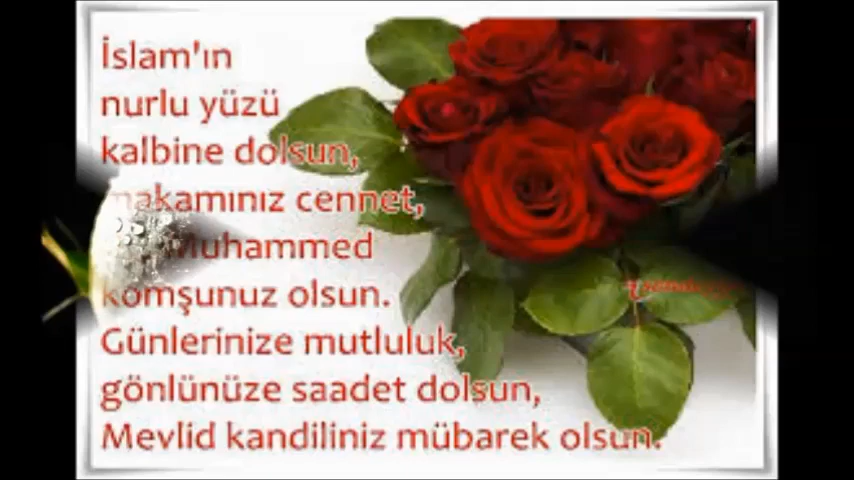 İslam'ın
nurlu yüzü
kalbine dolsun,
makamınız cennet,
Muhammed
komşunuz olsun.
Günlerinize mutluluk,
gönlünüze saadet dolsun,
Mevlid kandiliniz mübarek olsun.